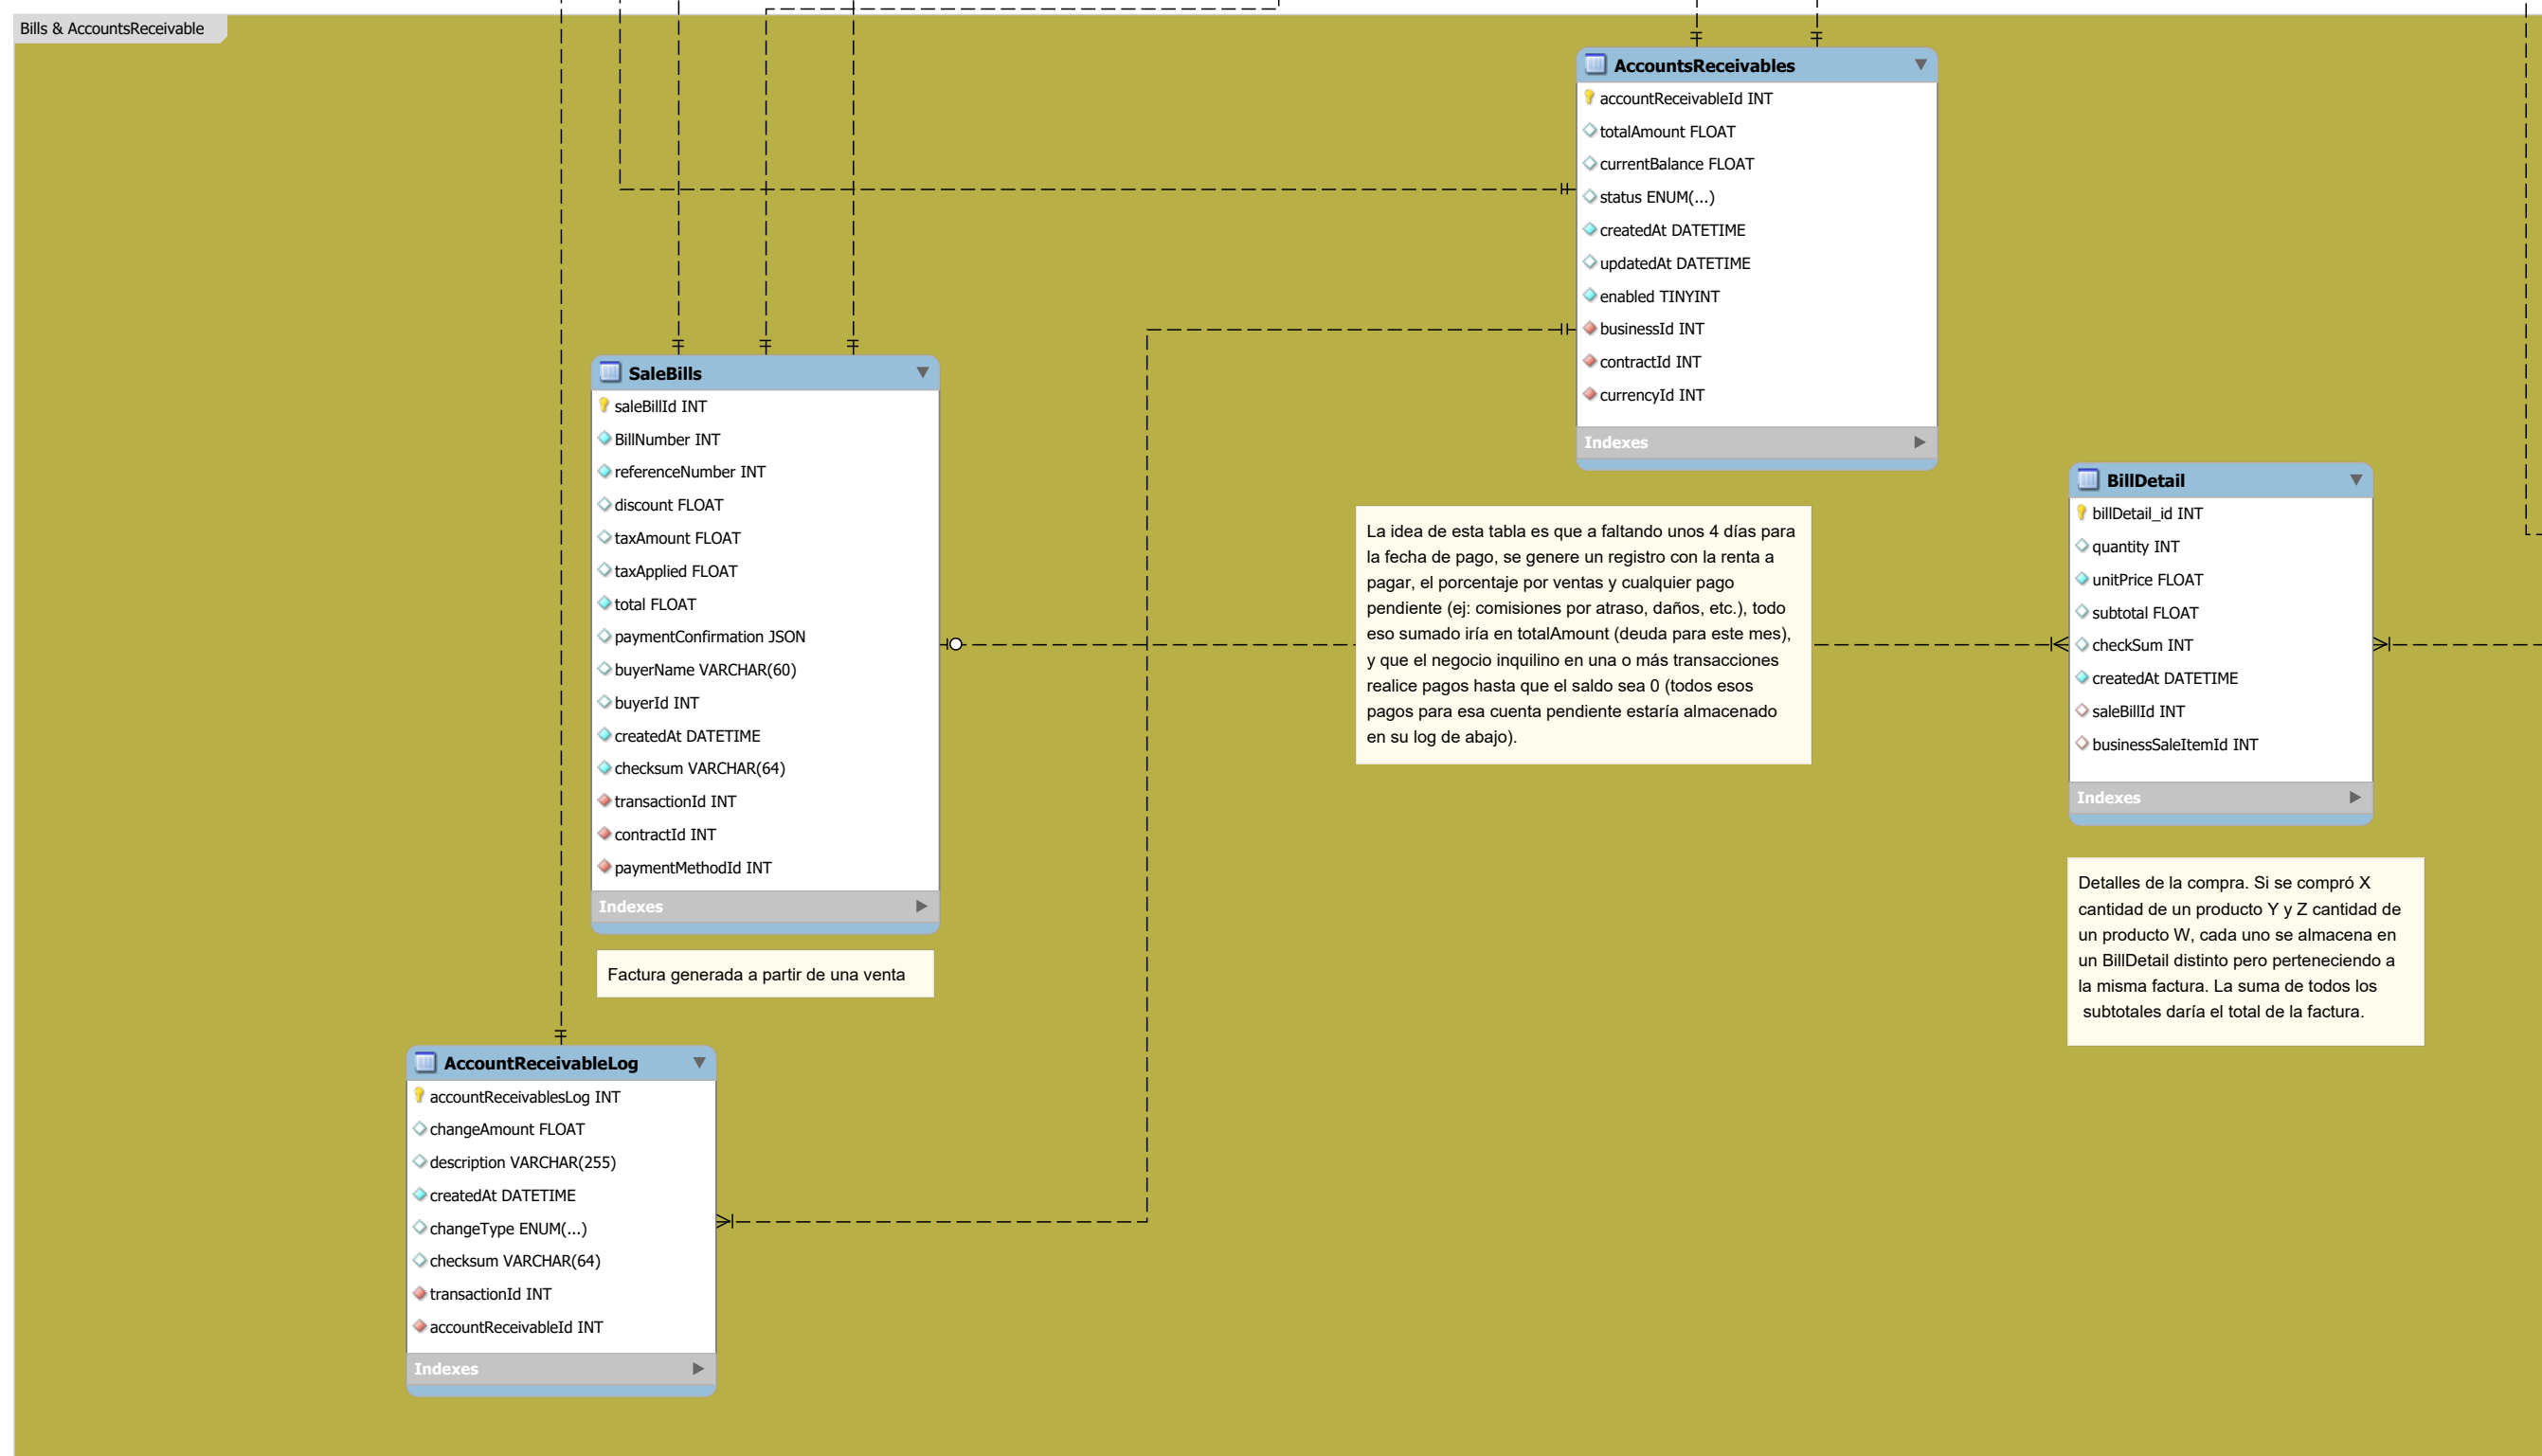 Bills & AccountsReceivable
AccountsReceivables
accountReceivableId INT
totalAmount FLOAT
currentBalance FLOAT
status ENUM(...)
createdAt DATETIME
updatedAt DATETIME
enabled TINYINT
businessId INT
contractId INT
currencyId INT
Indexes
SaleBills
saleBillId INT
BillNumber INT
referenceNumber INT
discount FLOAT
taxAmount FLOAT
taxApplied FLOAT
total FLOAT
paymentConfirmation JSON
buyerName VARCHAR(60)
buyerId INT
createdAt DATETIME
checksum VARCHAR(64)
transactionId INT
contractId INT
paymentMethodId INT
Indexes
Factura generada a partir de una venta
La idea de esta tabla es que a faltando unos 4 días para
la fecha de pago, se genere un registro con la renta a
pagar, el porcentaje por ventas y cualquier pago
pendiente (ej: comisiones por atraso, daños, etc.), todo
eso sumado iría en totalAmount (deuda para este mes),
y que el negocio inquilino en una o más transacciones
realice pagos hasta que el saldo sea 0 (todos esos
pagos para esa cuenta pendiente estaría almacenado
en su log de abajo).
BillDetail
billDetail_id INT
quantity INT
unitPrice FLOAT
subtotal FLOAT
checkSum INT
createdAt DATETIME
saleBillId INT
businessSaleItemId INT
Indexes
Detalles de la compra. Si se compró X
cantidad de un producto Y y Z cantidad de
un producto W, cada uno se almacena en
un BillDetail distinto pero perteneciendo a
la misma factura. La suma de todos los
subtotales daría el total de la factura.
AccountReceivableLog
accountReceivablesLog INT
changeAmount FLOAT
description VARCHAR(255)
createdAt DATETIME
changeType ENUM(...)
checksum VARCHAR(64)
transactionId INT
accountReceivableId INT
Indexes